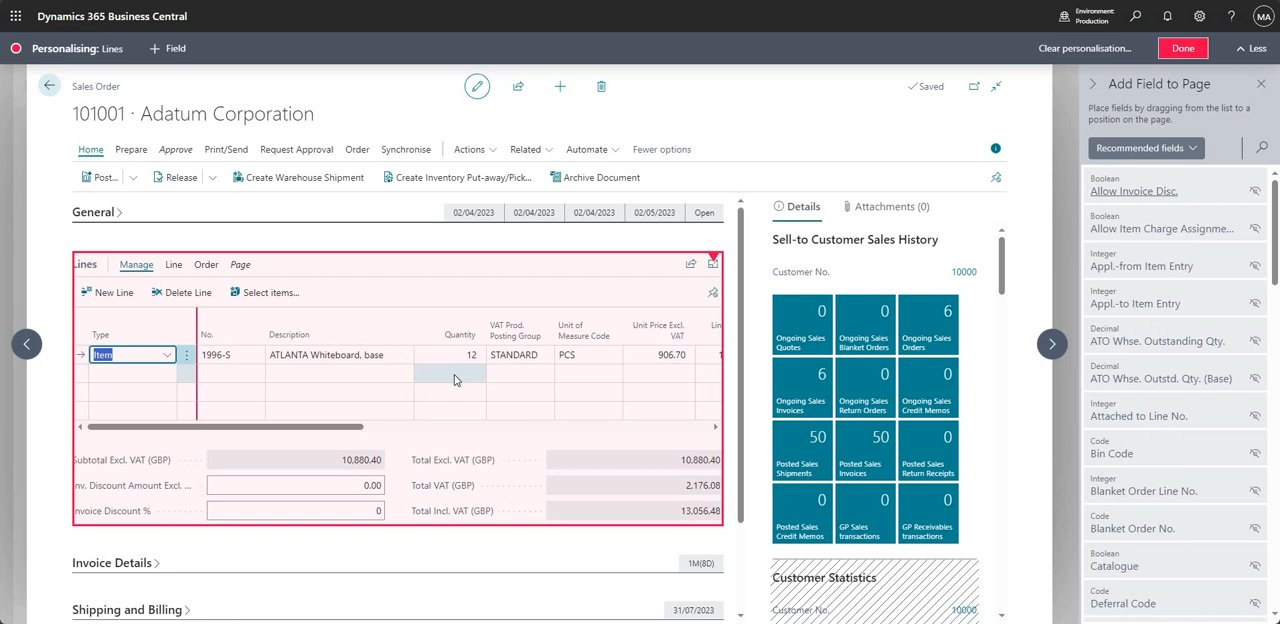 Dynamics 365 Business Central
Environment:
Production
?
MA
Personalising: Lines
+ Field
Clear personalisation...
Done
Less
Sales Order
Saved
101001 · Adatum Corporation
Home Prepare Approve Print/Send Request Approval Order Synchronise Actions Related Automate Fewer options
Post... Release Create Warehouse Shipment Create Inventory Put-away/Pick... Archive Document
General
02/04/2023 02/04/2023 02/04/2023 02/05/2023 Open
Lines Manage Line Order Page
New Line Delete Line Select items...
Type No. Description Quantity VAT Prod. Posting Group Unit of Measure Code Unit Price Excl. VAT Lin
Item 1996-S ATLANTA Whiteboard, base 12 STANDARD PCS 906.70 1
Subtotal Excl. VAT (GBP) 10,880.40 Total Excl. VAT (GBP) 10,880.40
Inv. Discount Amount Excl. ... 0.00 Total VAT (GBP) 2,176.08
Invoice Discount % 0 Total Incl. VAT (GBP) 13,056.48
Invoice Details
1M(8D)
Shipping and Billing
31/07/2023
Details Attachments (0)
Sell-to Customer Sales History
Customer No. 10000
0 0 6
Ongoing Sales Quotes Ongoing Sales Blanket Orders Ongoing Sales Orders
6 0 0
Ongoing Sales Invoices Ongoing Sales Return Orders Ongoing Sales Credit Memos
50 50 0
Posted Sales Shipments Posted Sales Invoices Posted Sales Return Receipts
0 0 0
Posted Sales Credit Memos GP Sales transactions GP Receivables transactions
Customer Statistics
Customer No. 10000
Add Field to Page
Place fields by dragging from the list to a
position on the page.
Recommended fields
Boolean
Allow Invoice Disc.
Boolean
Allow Item Charge Assignme...
Integer
Appl.-from Item Entry
Integer
Appl.-to Item Entry
Decimal
ATO Whse. Outstanding Qty.
Decimal
ATO Whse. Outstd. Qty. (Base)
Integer
Attached to Line No.
Code
Bin Code
Integer
Blanket Order Line No.
Code
Blanket Order No.
Boolean
Catalogue
Code
Deferral Code